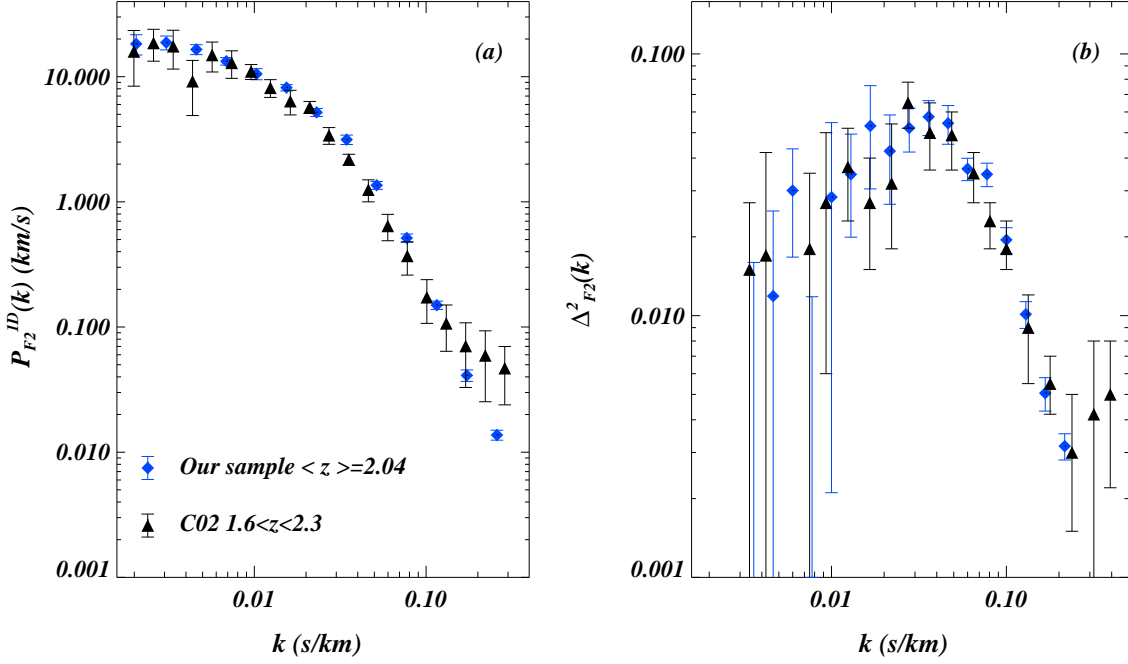 (a)
10.000
1.000
0.100
0.010
0.001
P_F2^1D(k) (km/s)
Our sample < z >=2.04
C02 1.6<z<2.3
0.01
0.10
k (s/km)
(b)
0.100
0.010
0.001
Δ²_F2(k)
0.01
0.10
k (s/km)